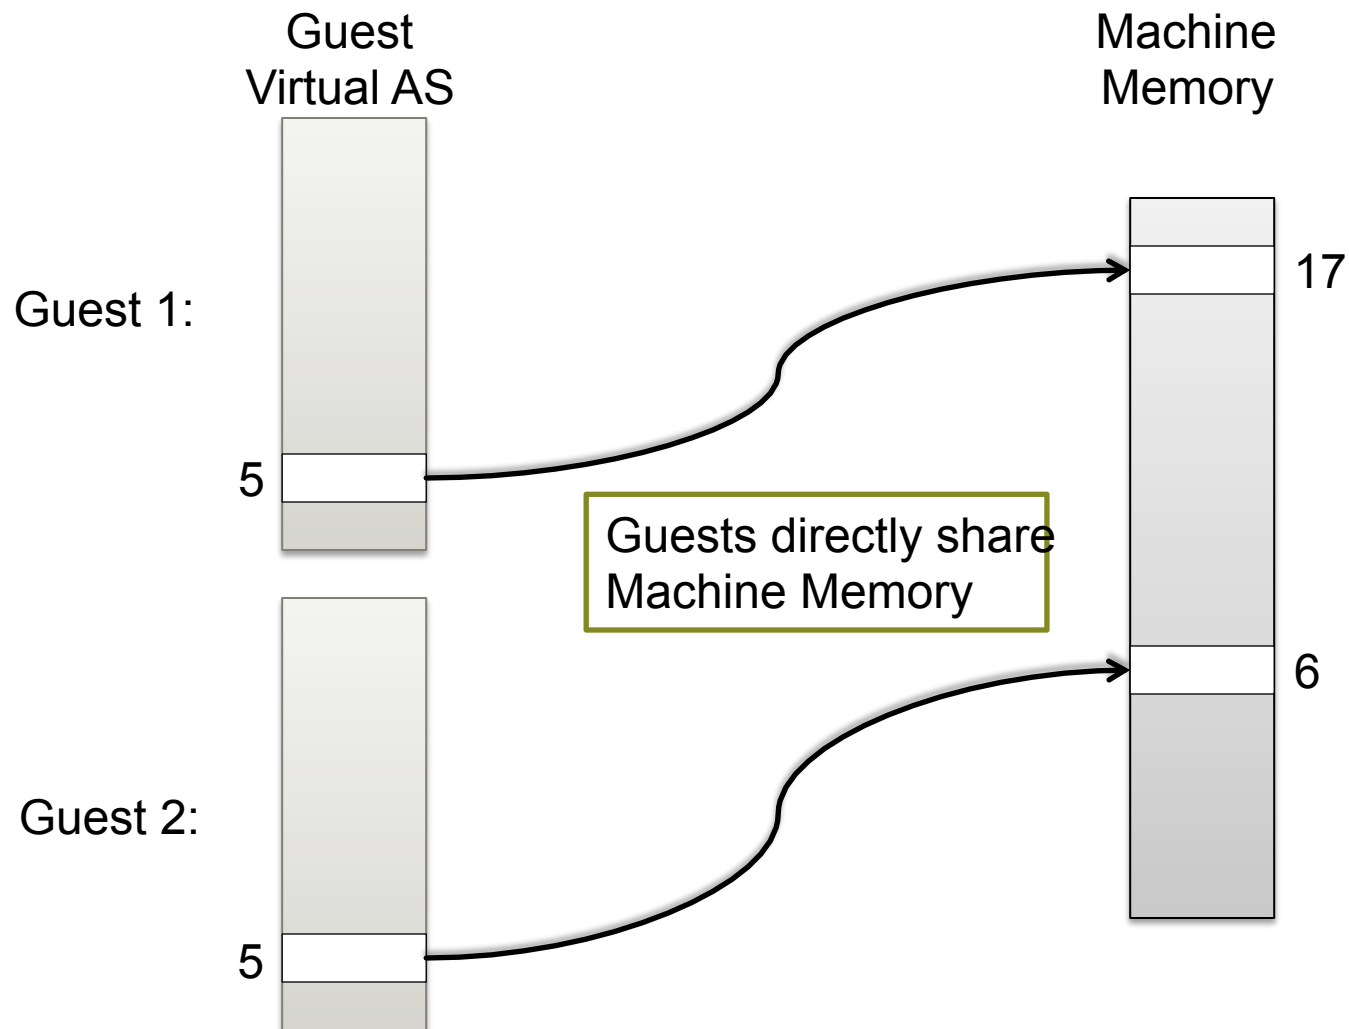 Guest
Virtual AS
Machine
Memory
17
Guest 1:
5
Guests directly share
Machine Memory
6
Guest 2:
5